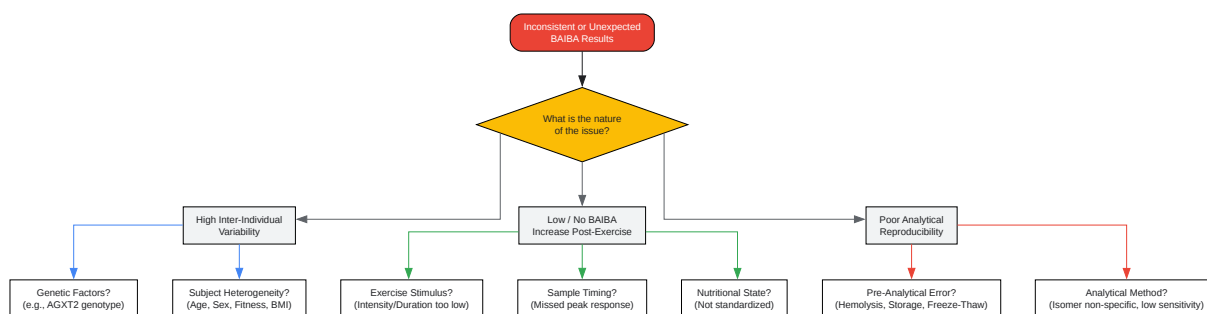 Inconsistent or Unexpected
BAIBA Results
What is the nature
of the issue?
High Inter-Individual
Variability
Low / No BAIBA
Increase Post-Exercise
Poor Analytical
Reproducibility
Genetic Factors?
(e.g., AGXT2 genotype)
Subject Heterogeneity?
(Age, Sex, Fitness, BMI)
Exercise Stimulus?
(Intensity/Duration too low)
Sample Timing?
(Missed peak response)
Nutritional State?
(Not standardized)
Pre-Analytical Error?
(Hemolysis, Storage, Freeze-Thaw)
Analytical Method?
(Isomer non-specific, low sensitivity)